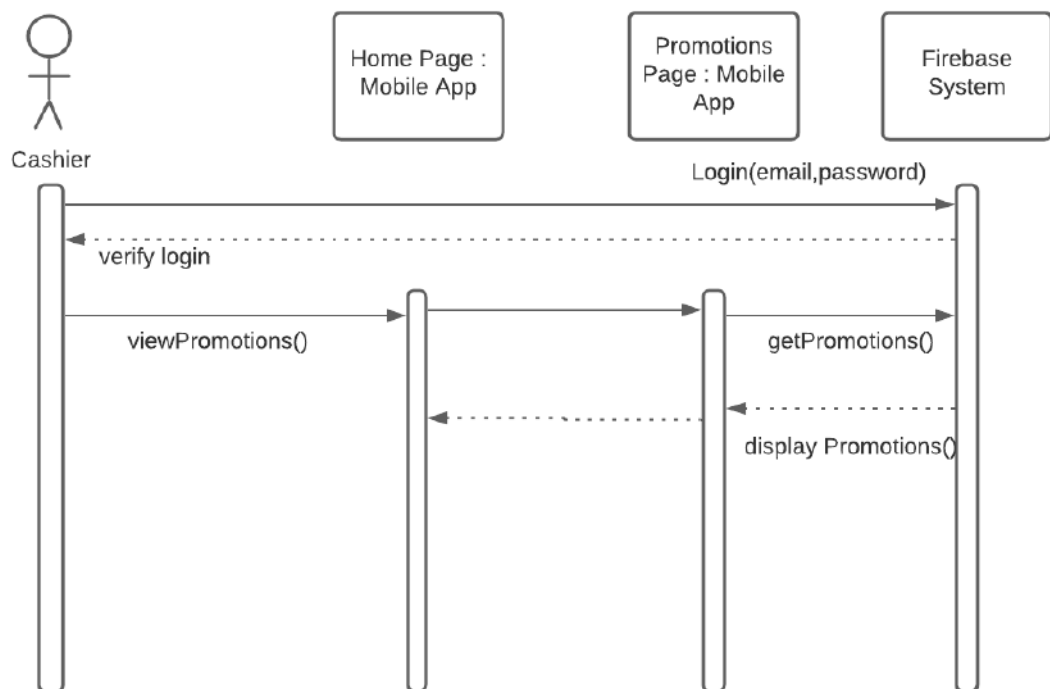 Home Page :
Mobile App
Promotions
Page : Mobile
App
Firebase
System
Cashier
Login(email,password)
verify login
viewPromotions()
getPromotions()
display Promotions()